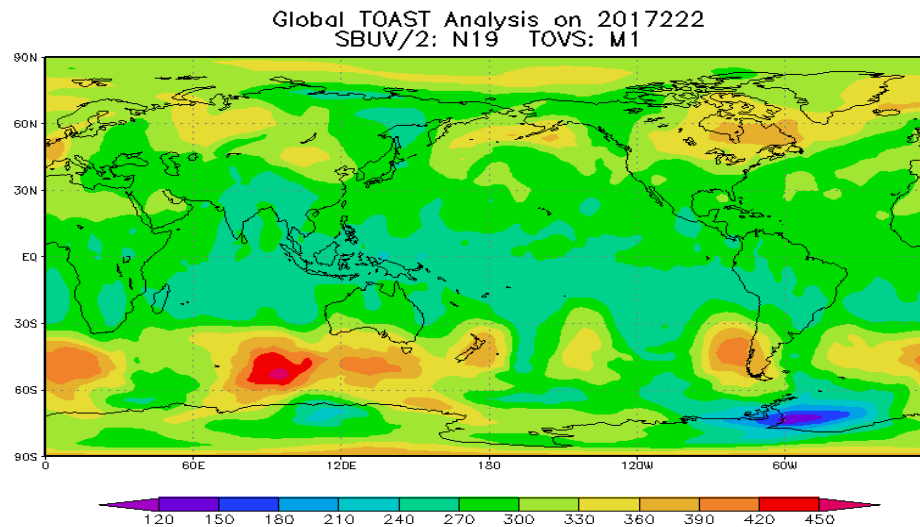 Global TOAST Analysis on 2017222
SBUV/2: N19 TOVS: M1
90N
60N
30N
EQ
30S
60S
90S
0 60E 120E 180 120W 60W
120 150 180 210 240 270 300 330 360 390 420 450